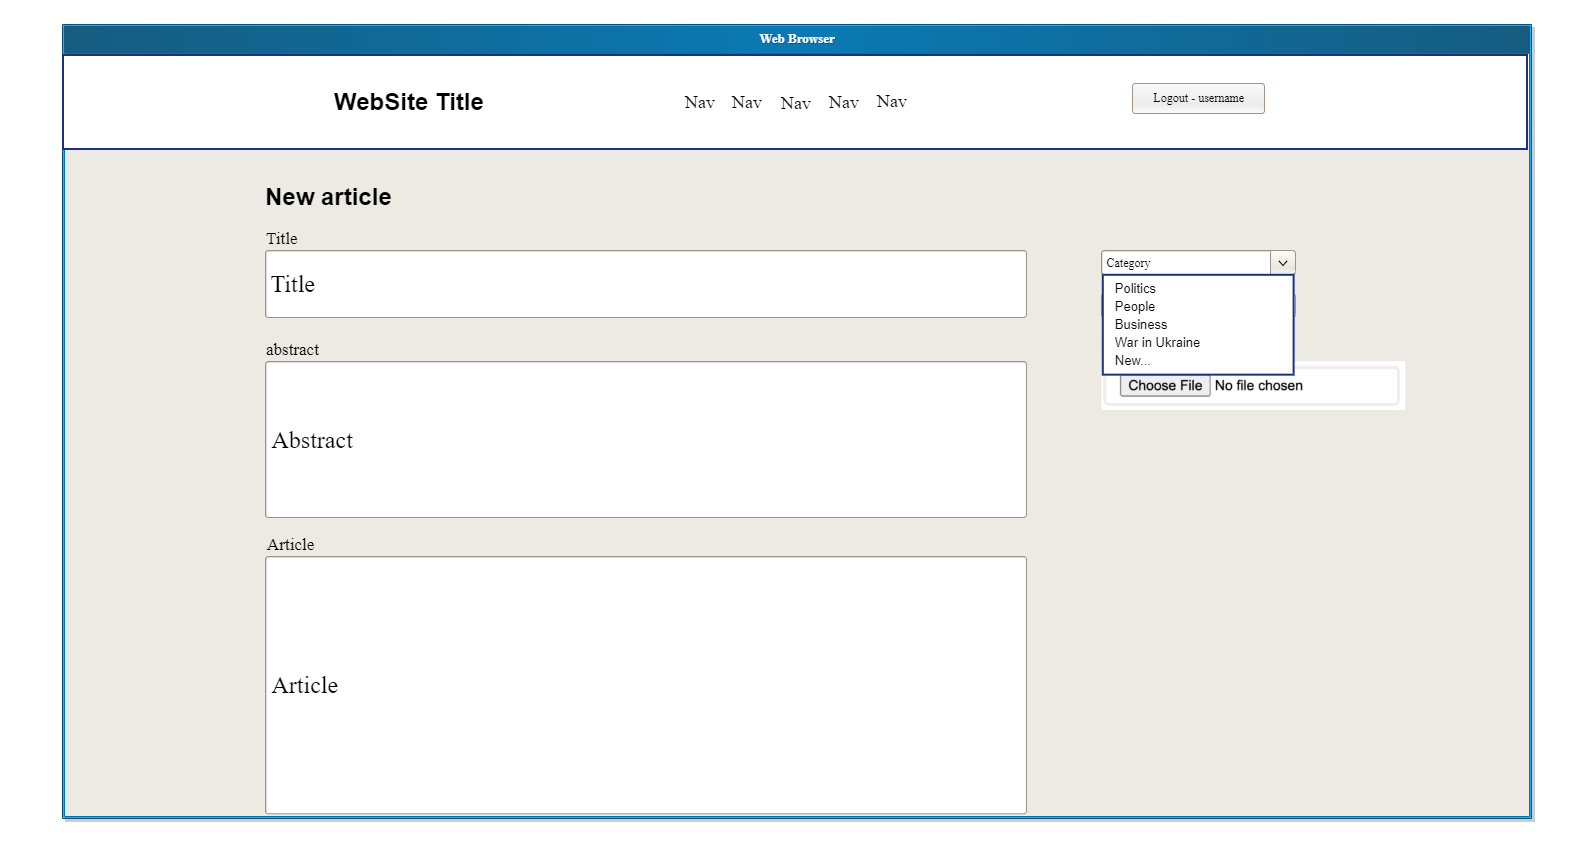 Web Browser
WebSite Title
Nav Nav Nav Nav Nav
Logout - username
New article
Title
Title
Category
Politics
People
Business
War in Ukraine
New...
Choose File No file chosen
abstract
Abstract
Article
Article